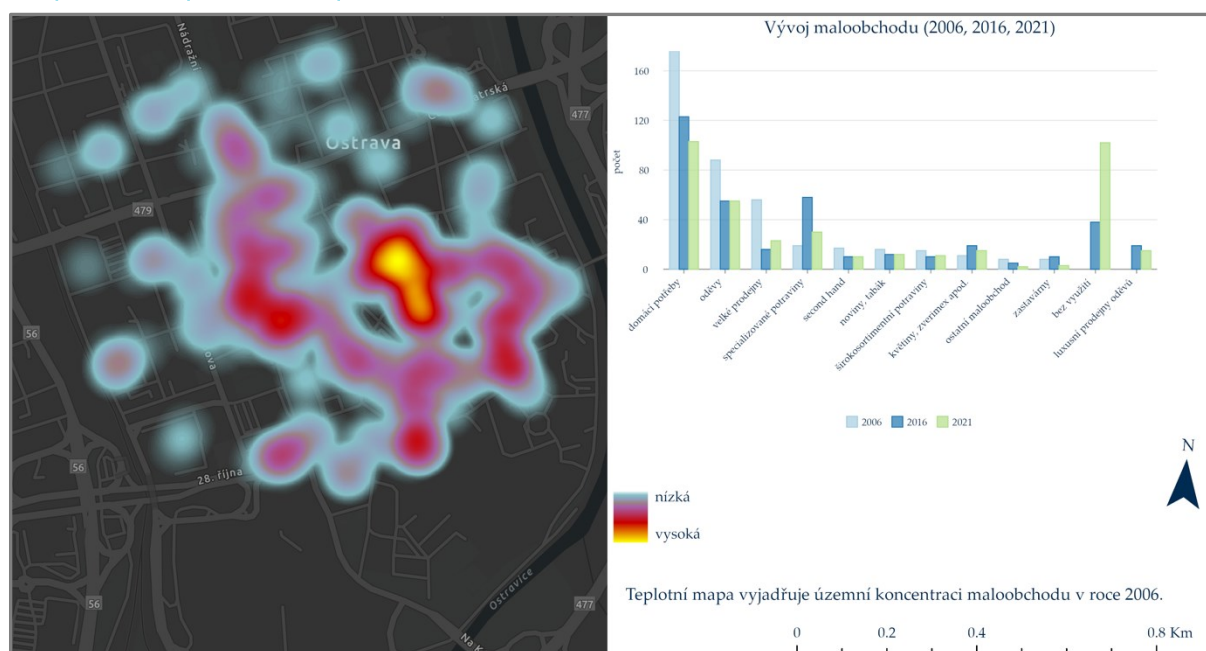 Nádražní
477
Ostrava
479
56
56
28. října
56
Ostravice
477
Na K
Vývoj maloobchodu (2006, 2016, 2021)
počet
160
120
80
40
0
domácí potřeby
oděvy
velké prodejny
specializované potraviny
second hand
noviny, tabák
širokosortimentní potraviny
květiny, zverimex apod.
ostatní maloobchod
zastavárny
bez využití
luxusní prodejny oděvů
2006 2016 2021
N
nízká
vysoká
Teplotní mapa vyjadřuje územní koncentraci maloobchodu v roce 2006.
0 0.2 0.4 0.8 Km